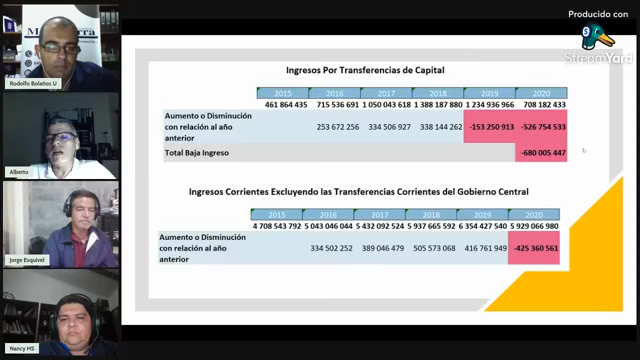 Producido con
StreamYard
Rodolfo Bolaños U
Alberto
Jorge Esquivel
Nancy HS
Ingresos Por Transferencias de Capital
2015 2016 2017 2018 2019 2020
461 864 435 715 536 691 1 050 043 618 1 388 187 880 1 234 936 966 708 182 433
Aumento o Disminución
con relación al año
anterior
253 672 256 334 506 927 338 144 262 -153 250 913 -526 754 533
Total Baja Ingreso -680 005 447
Ingresos Corrientes Excluyendo las Transferencias Corrientes del Gobierno Central
2015 2016 2017 2018 2019 2020
4 708 543 792 5 043 046 044 5 432 092 524 5 937 665 592 6 354 427 540 5 929 066 980
Aumento o Disminución
con relación al año
anterior
334 502 252 389 046 479 505 573 068 416 761 949 -425 360 561